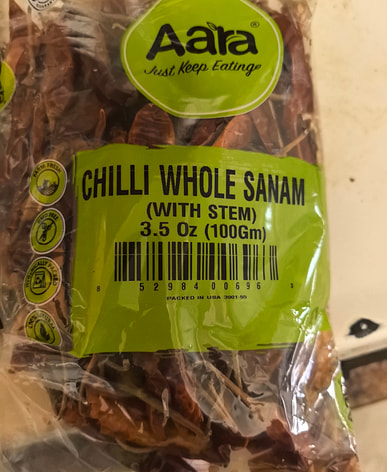 Aara®
Just Keep Eating®
CHILLI WHOLE SANAM
(WITH STEM)
3.5 Oz (100Gm)
8 52984 00696
PACKED IN USA